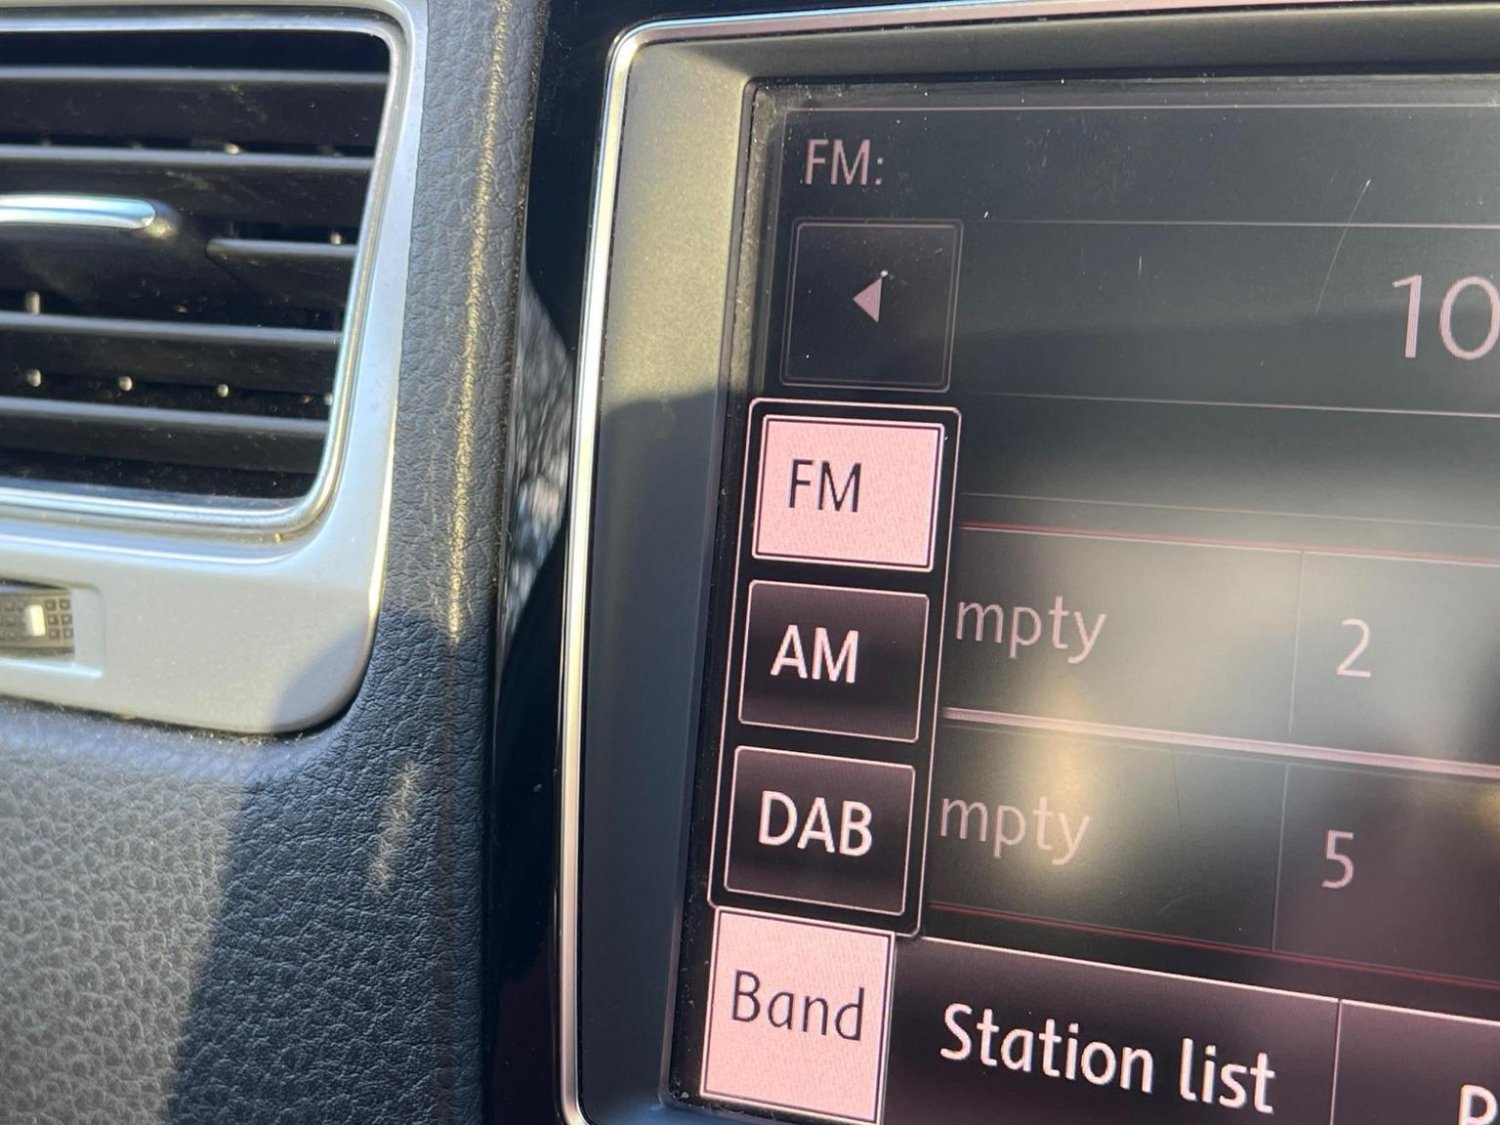 FM:
10
FM
AM
mpty
2
DAB
mpty
5
Band
Station list